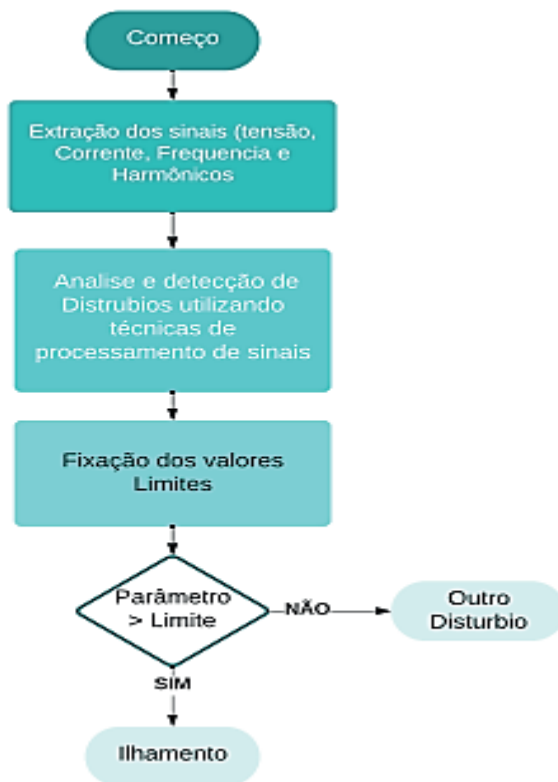 Começo
Extração dos sinais (tensão,
Corrente, Frequencia e
Harmônicos
Analise e detecção de
Distrubios utilizando
técnicas de
processamento de sinais
Fixação dos valores
Limites
Parâmetro
> Limite
NÃO
Outro
Disturbio
SIM
Ilhamento